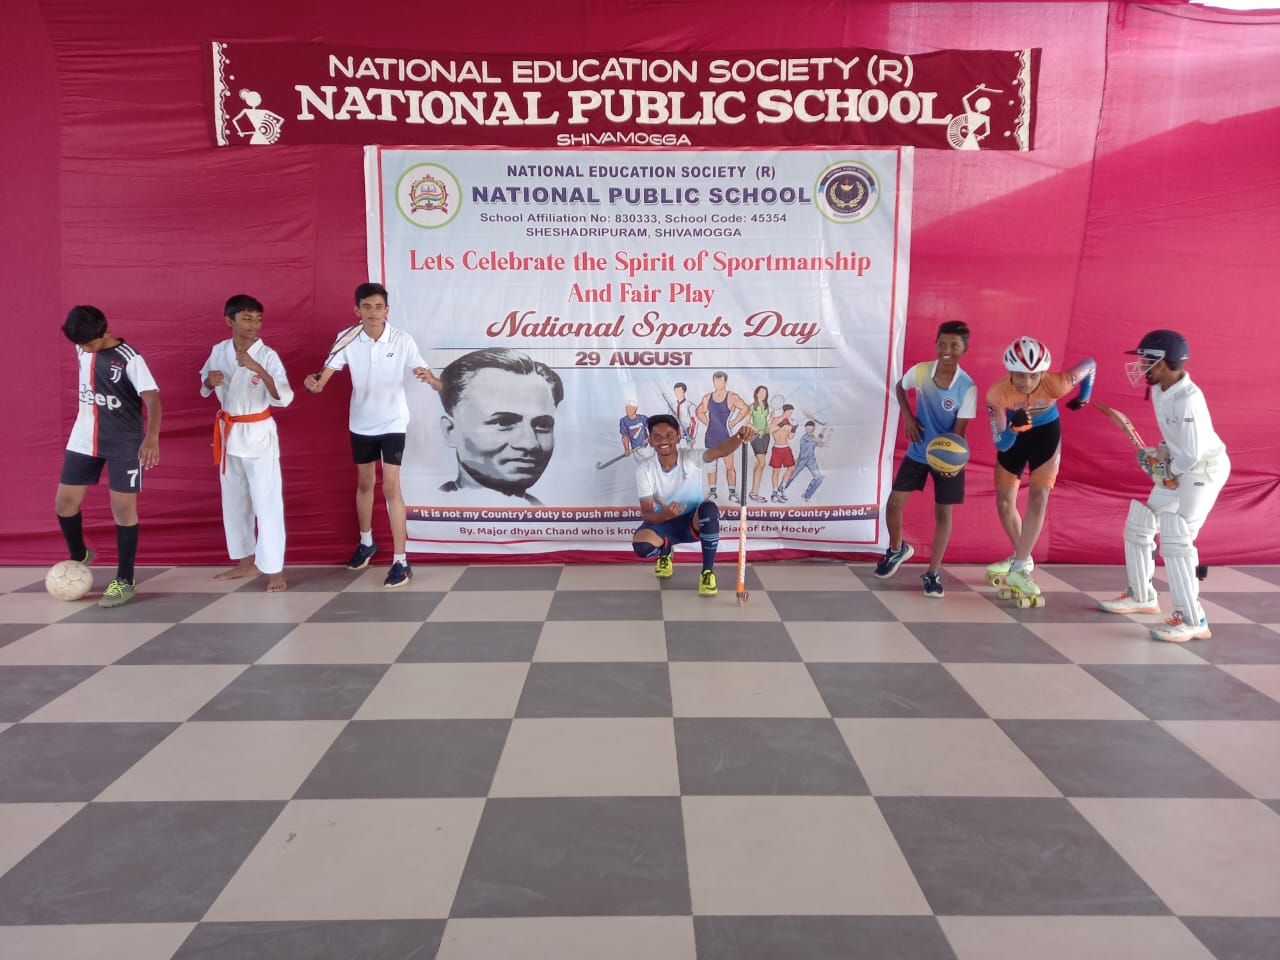 NATIONAL EDUCATION SOCIETY (R)
NATIONAL PUBLIC SCHOOL
SHIVAMOGGA
NATIONAL EDUCATION SOCIETY (R)
NATIONAL PUBLIC SCHOOL
School Affiliation No: 830333, School Code: 45354
SHESHADRIPURAM, SHIVAMOGGA
Lets Celebrate the Spirit of Sportmanship
And Fair Play
National Sports Day
29 AUGUST
" It is not my Country's duty to push me ahe y to push my Country ahead."
By. Major dhyan Chand who is kno ician of the Hockey"
Jeep
7
COSCO